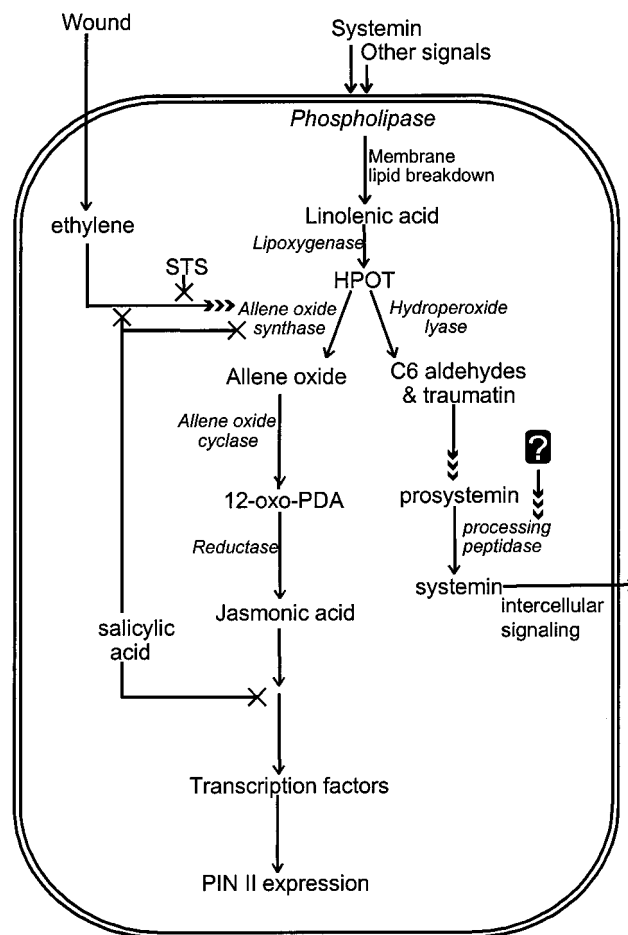 Wound
Systemin
Other signals
Phospholipase
Membrane
lipid breakdown
Linolenic acid
ethylene
Lipoxygenase
STS
HPOT
Allene oxide
synthase
Hydroperoxide
lyase
Allene oxide
C6 aldehydes
& traumatin
Allene oxide
cyclase
?
12-oxo-PDA
prosystemin
processing
peptidase
Reductase
systemin
intercellular
signaling
Jasmonic acid
salicylic
acid
Transcription factors
PIN II expression